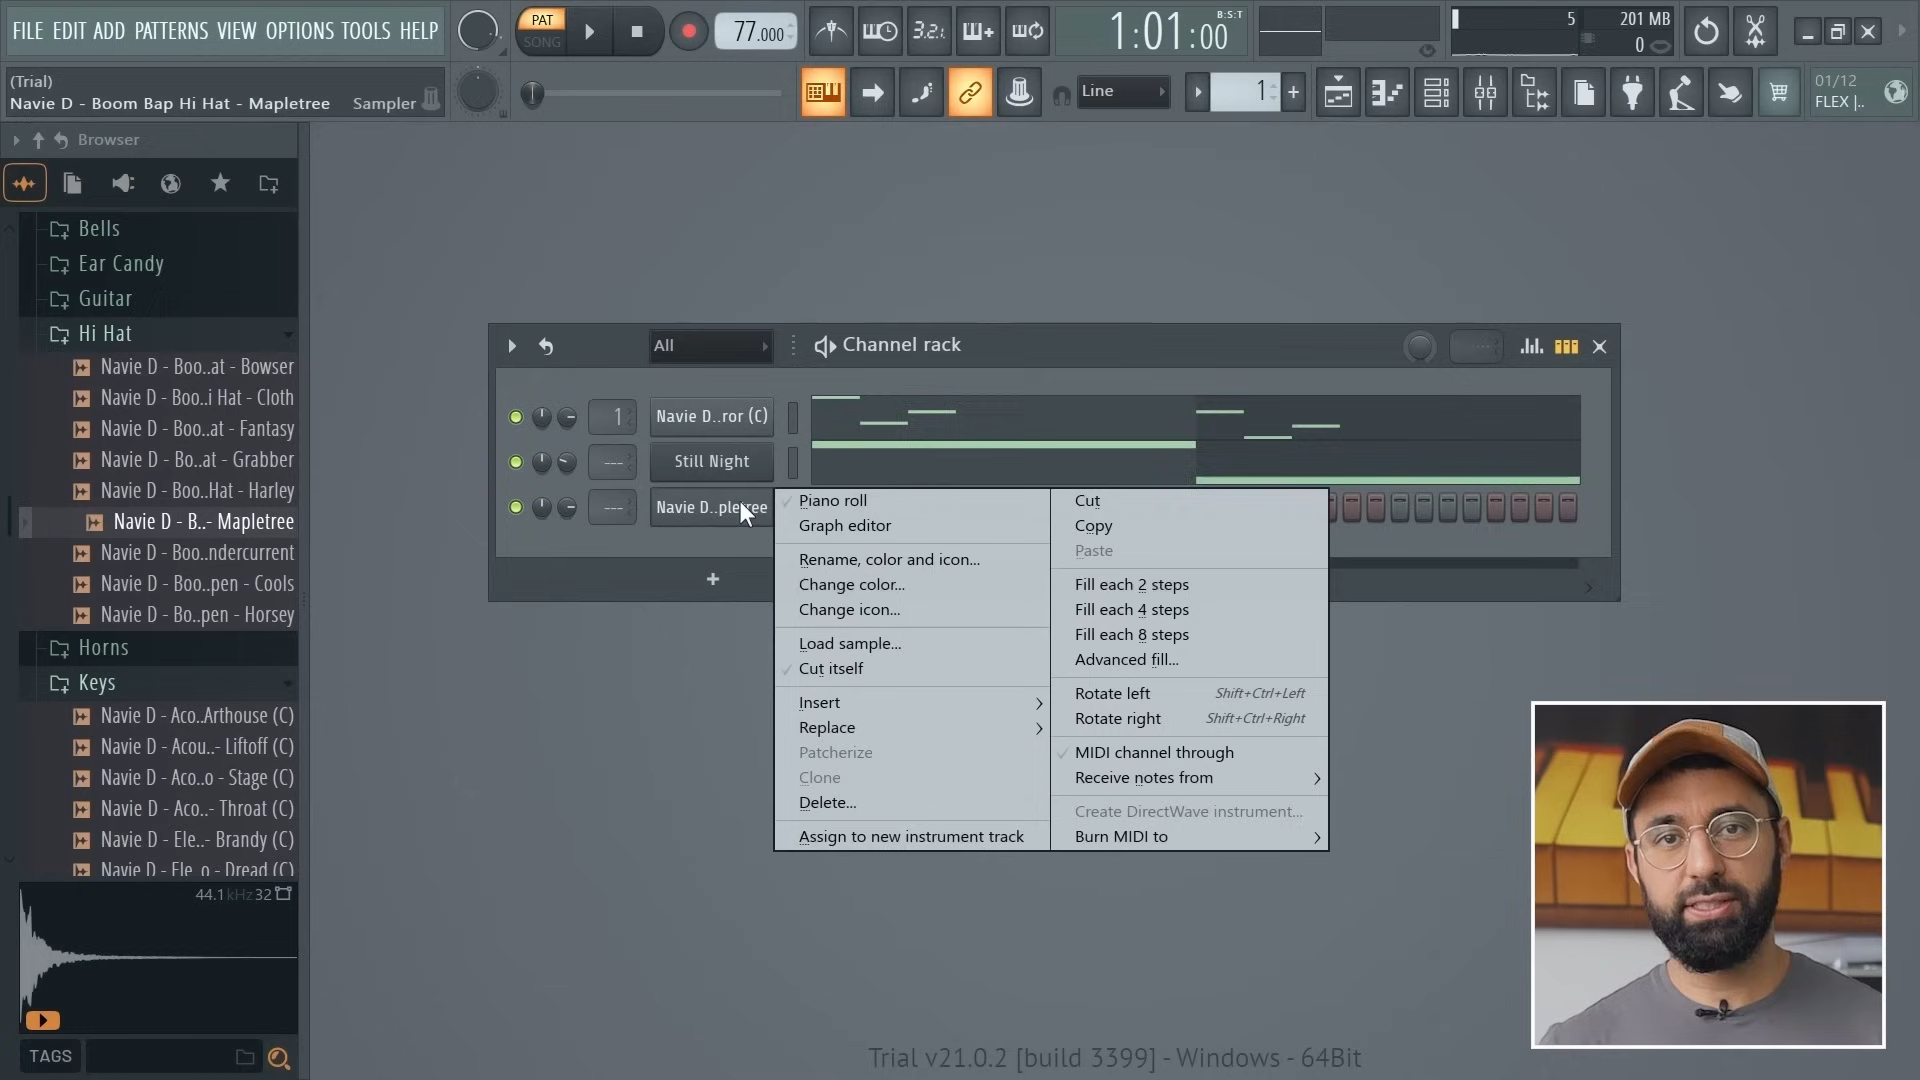 FILE EDIT ADD PATTERNS VIEW OPTIONS TOOLS HELP
PAT
SONG
77.000
3.2.1
1:01:00
B:S:T
5
201 MB
0
(Trial)
Navie D - Boom Bap Hi Hat - Mapletree
Sampler
Line
1
01/12
FLEX |..
Browser
Bells
Ear Candy
Guitar
Hi Hat
Navie D - Boo..at - Bowser
Navie D - Boo..i Hat - Cloth
Navie D - Boo..at - Fantasy
Navie D - Bo..at - Grabber
Navie D - Boo..Hat - Harley
Navie D - B..- Mapletree
Navie D - Boo..ndercurrent
Navie D - Boo..pen - Cools
Navie D - Bo..pen - Horsey
Horns
Keys
Navie D - Aco..Arthouse (C)
Navie D - Acou..- Liftoff (C)
Navie D - Aco..o - Stage (C)
Navie D - Aco..- Throat (C)
Navie D - Ele..- Brandy (C)
Navie D - Ele..o - Dread (C)
44.1kHz 32
TAGS
All
Channel rack
1
Navie D..ror (C)
---
Still Night
---
Navie D..pletree
Piano roll
Graph editor
Rename, color and icon...
Change color...
Change icon...
Load sample...
Cut itself
Insert
Replace
Patcherize
Clone
Delete...
Assign to new instrument track
Cut
Copy
Paste
Fill each 2 steps
Fill each 4 steps
Fill each 8 steps
Advanced fill...
Rotate left Shift+Ctrl+Left
Rotate right Shift+Ctrl+Right
MIDI channel through
Receive notes from
Create DirectWave instrument...
Burn MIDI to
Trial v21.0.2 [build 3399] - Windows - 64Bit